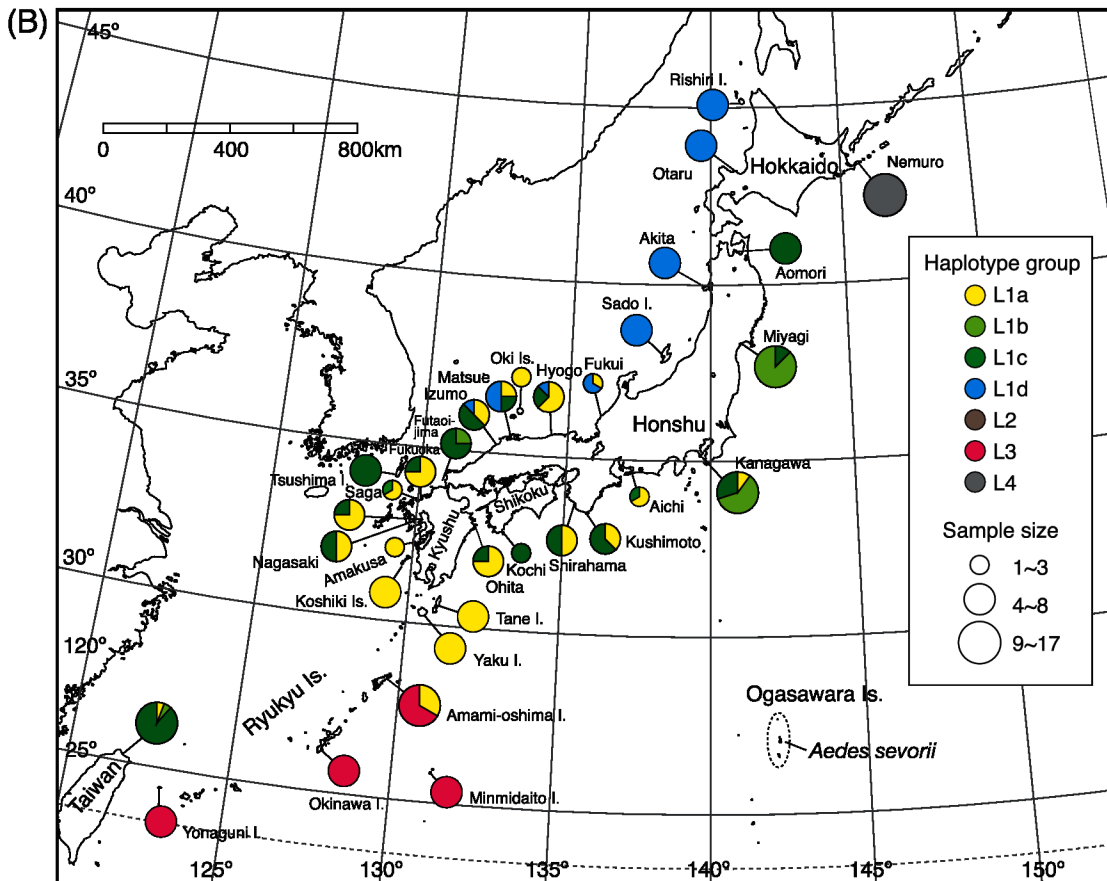 (B)
45°
Rishiri I.
0 400 800km
Otaru
Hokkaido
Nemuro
40°
Akita
Aomori
Haplotype group
L1a
L1b
L1c
L1d
L2
L3
L4
Sample size
1~3
4~8
9~17
Sado I.
Miyagi
Oki Is.
Fukui
Matsue
Hyogo
Izumo
35°
Futaoi-
jima
Honshu
Fukuoka
Kanagawa
Tsushima I.
Saga
Shikoku
Aichi
Kyushu
Nagasaki
Kushimoto
Amakusa
Kochi
Shirahama
Ohita
30°
Koshiki Is.
Tane I.
Yaku I.
120°
Ryukyu Is.
Amami-oshima I.
Ogasawara Is.
Aedes sevorii
25°
Taiwan
Okinawa I.
Minmidaito I.
Yonaguni I.
125°
130°
135°
140°
145°
150°